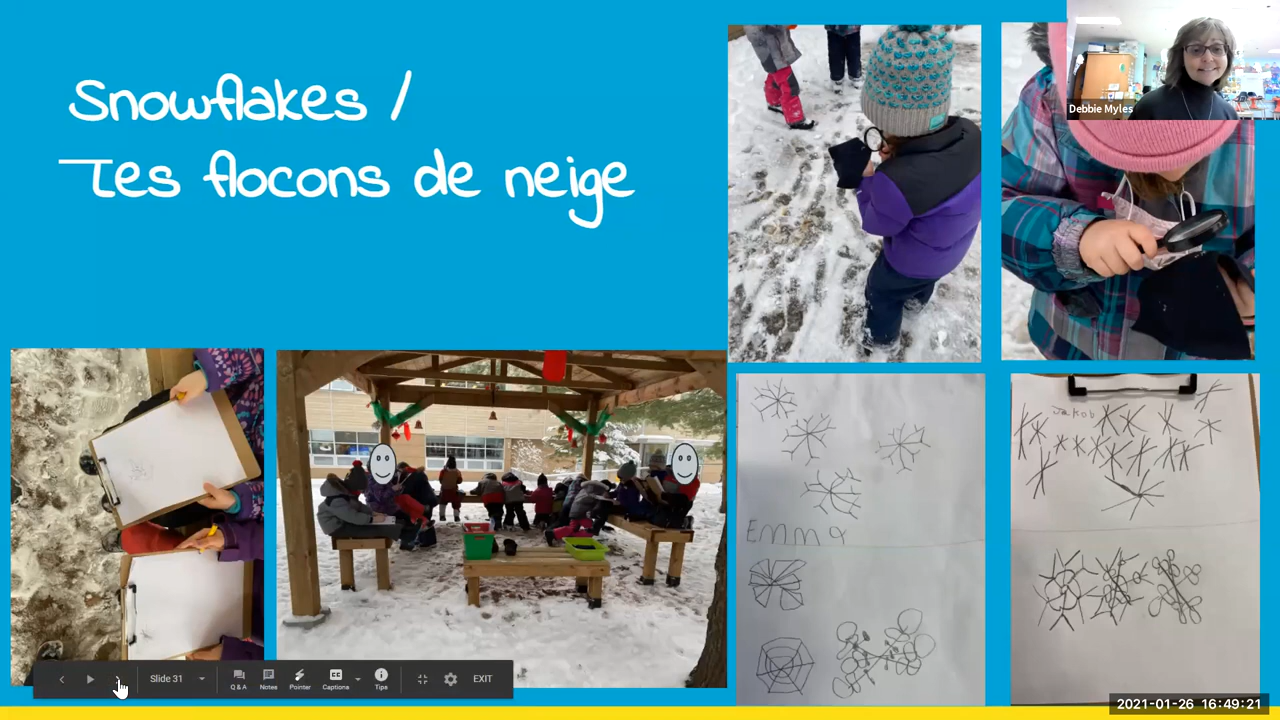 Snowflakes /
Tes flocons de neige
Debbie Myles
Jakob
EMMA
Slide 31
Q & A
Notes
Pointer
Captions
Tips
EXIT
2021-01-26 16:49:21